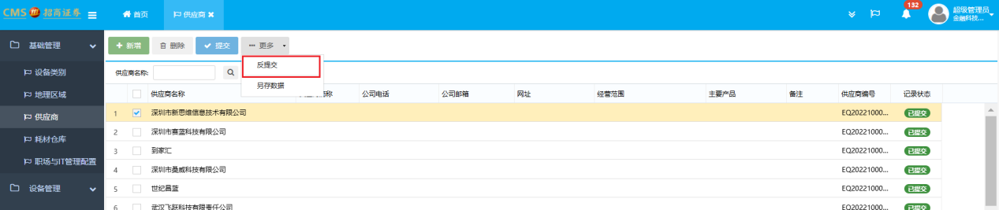 CMS 招商证券
首页
供应商
132
超级管理员
金融科技...
基础管理
新增
删除
提交
更多
反提交
另存数据
设备类别
地理区域
供应商
耗材仓库
职场与IT管理配置
设备管理
供应商名称:
供应商名称 公司电话 公司邮箱 网址 经营范围 主要产品 备注 供应商编号 记录状态
1 深圳市新思维信息技术有限公司 EQ20221000... 已提交
2 深圳市赛蓝科技有限公司 EQ20221000... 已提交
3 到家汇 EQ20221000... 已提交
4 深圳市桑威科技有限公司 EQ20221000... 已提交
5 世纪昌蓝 EQ20221000... 已提交
6 武汉飞跃科技有限责任公司 EQ20221000... 已提交